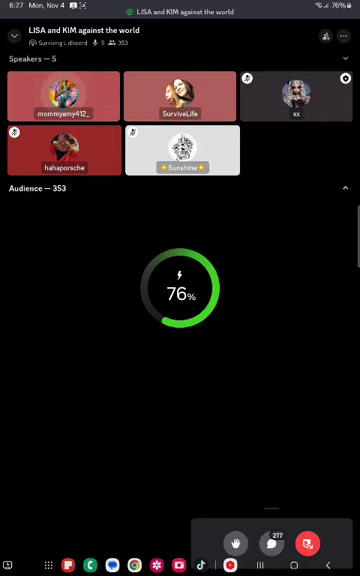 6:27 Mon, Nov 4 76%
LISA and KIM against the world
LISA and KIM against the world
Surviving L discord 5 353
Speakers — 5
mommyamy412_
SurviveLife
xx
hahaporsche
Sunshine
Audience — 353
76%
277